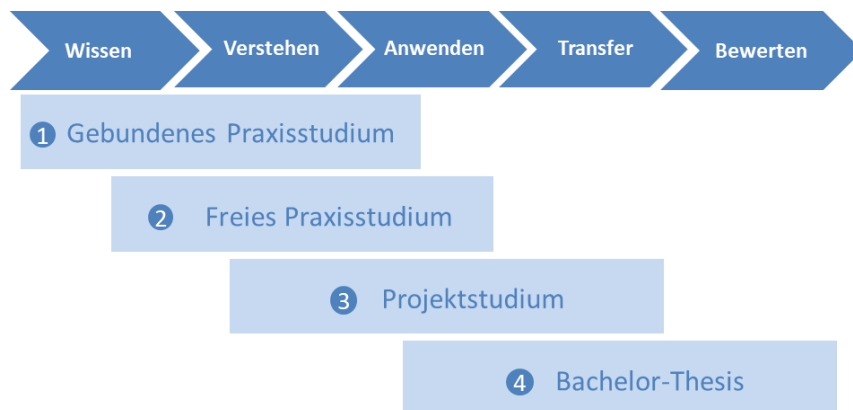 Wissen
Verstehen
Anwenden
Transfer
Bewerten
1 Gebundenes Praxisstudium
2 Freies Praxisstudium
3 Projektstudium
4 Bachelor-Thesis